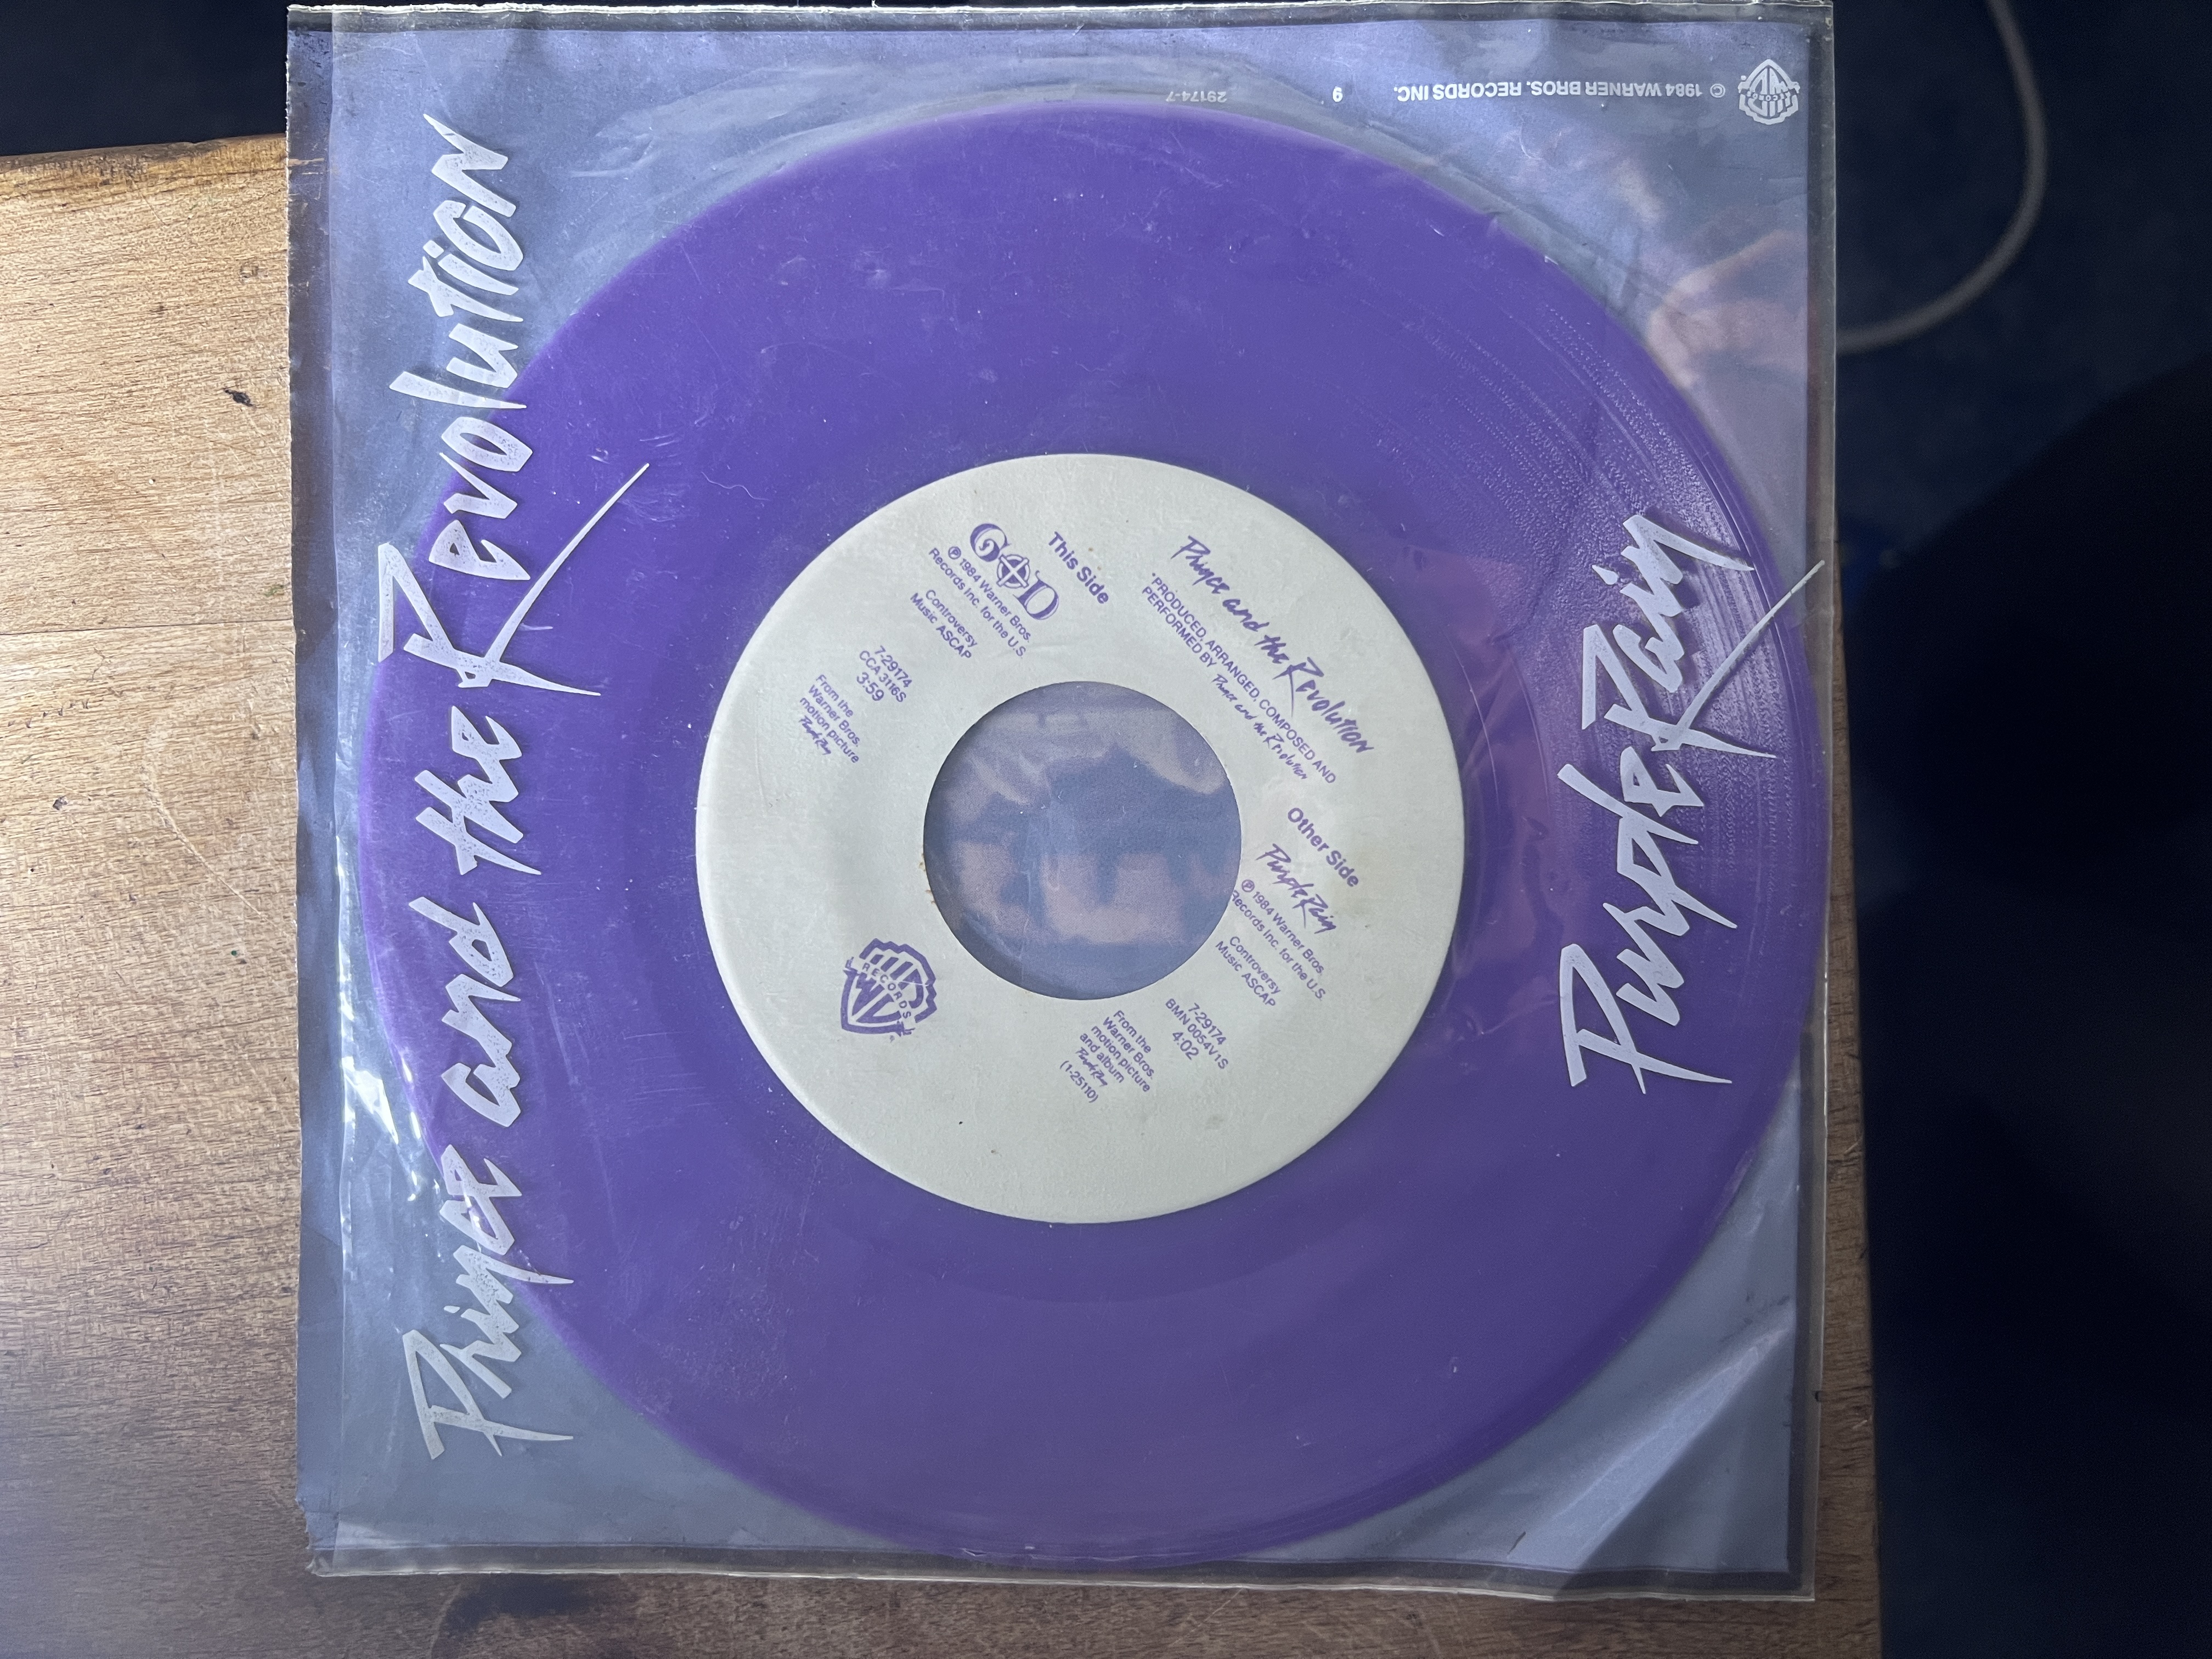 Prince and the Revolution
Purple Rain
© 1984 WARNER BROS. RECORDS INC.
9
29174-7
RECORDS
Prince and the Revolution
*PRODUCED, ARRANGED, COMPOSED AND
PERFORMED BY Prince and the Revolution
This Side
GOD
℗ 1984 Warner Bros.
Records Inc. for the U.S.
Controversy
Music ASCAP
7-29174
CCA 3116S
3:59
From the
Warner Bros.
motion picture
Purple Rain
Other Side
Purple Rain
℗ 1984 Warner Bros.
Records Inc. for the U.S.
Controversy
Music ASCAP
7-29174
BMN 0054V1S
4:02
From the
Warner Bros.
motion picture
and album
Purple Rain
(1-25110)
RECORDS